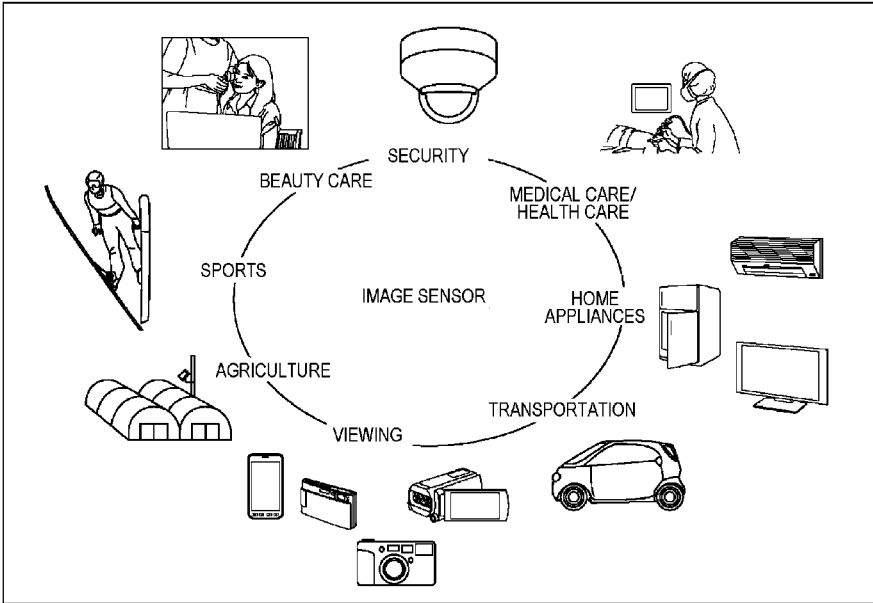 SECURITY
BEAUTY CARE
MEDICAL CARE/
HEALTH CARE
SPORTS
IMAGE SENSOR
HOME
APPLIANCES
AGRICULTURE
TRANSPORTATION
VIEWING